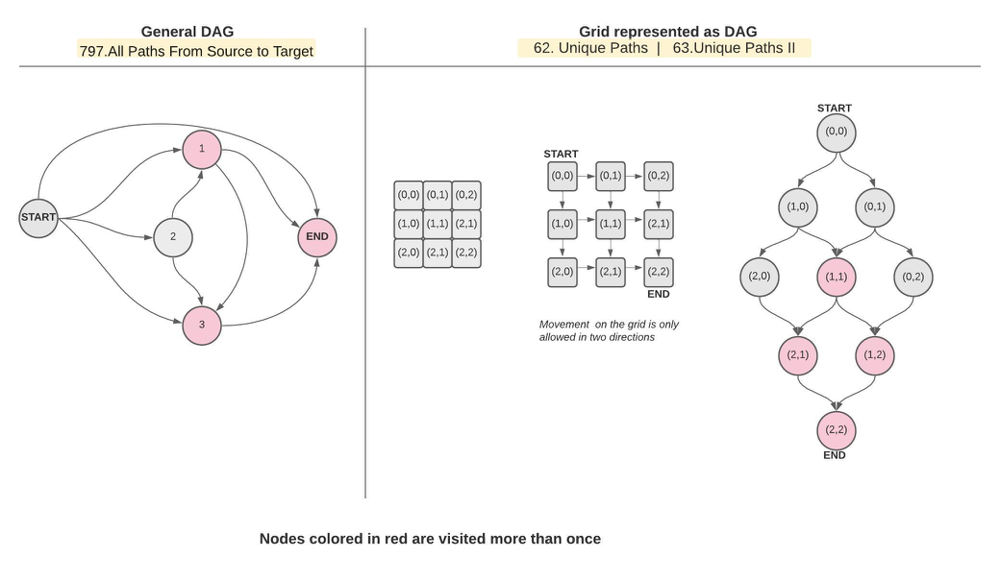 General DAG
797.All Paths From Source to Target
Grid represented as DAG
62. Unique Paths | 63.Unique Paths II
START
1
2
3
END
(0,0) (0,1) (0,2)
(1,0) (1,1) (2,1)
(2,0) (2,1) (2,2)
START
(0,0) (0,1) (0,2)
(1,0) (1,1) (2,1)
(2,0) (2,1) (2,2)
END
Movement on the grid is only
allowed in two directions
START
(0,0)
(1,0) (0,1)
(2,0) (1,1) (0,2)
(2,1) (1,2)
(2,2)
END
Nodes colored in red are visited more than once